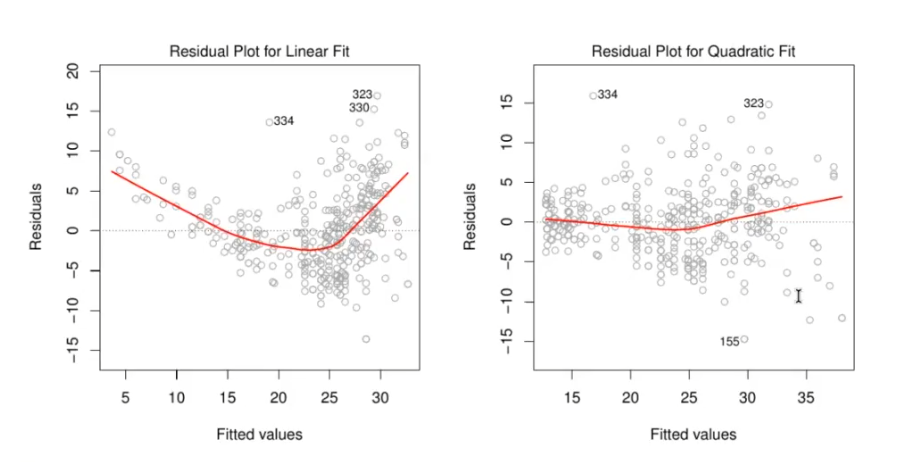 Residual Plot for Linear Fit
Residuals
20
15
10
5
0
−5
−10
−15
323
330
334
5 10 15 20 25 30
Fitted values
Residual Plot for Quadratic Fit
Residuals
15
10
5
0
−5
−10
−15
334
323
155
15 20 25 30 35
Fitted values